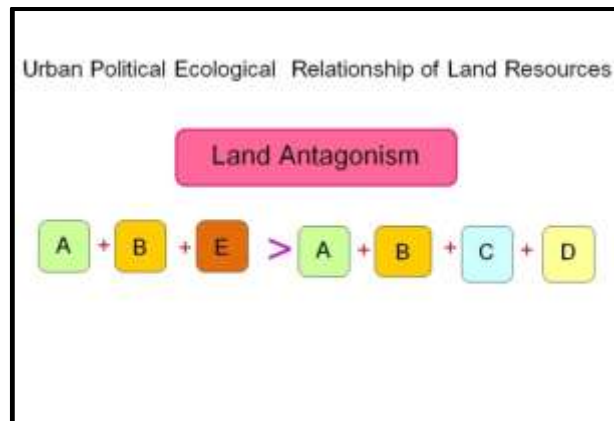 Urban Political Ecological Relationship of Land Resources
Land Antagonism
A + B + E > A + B + C + D